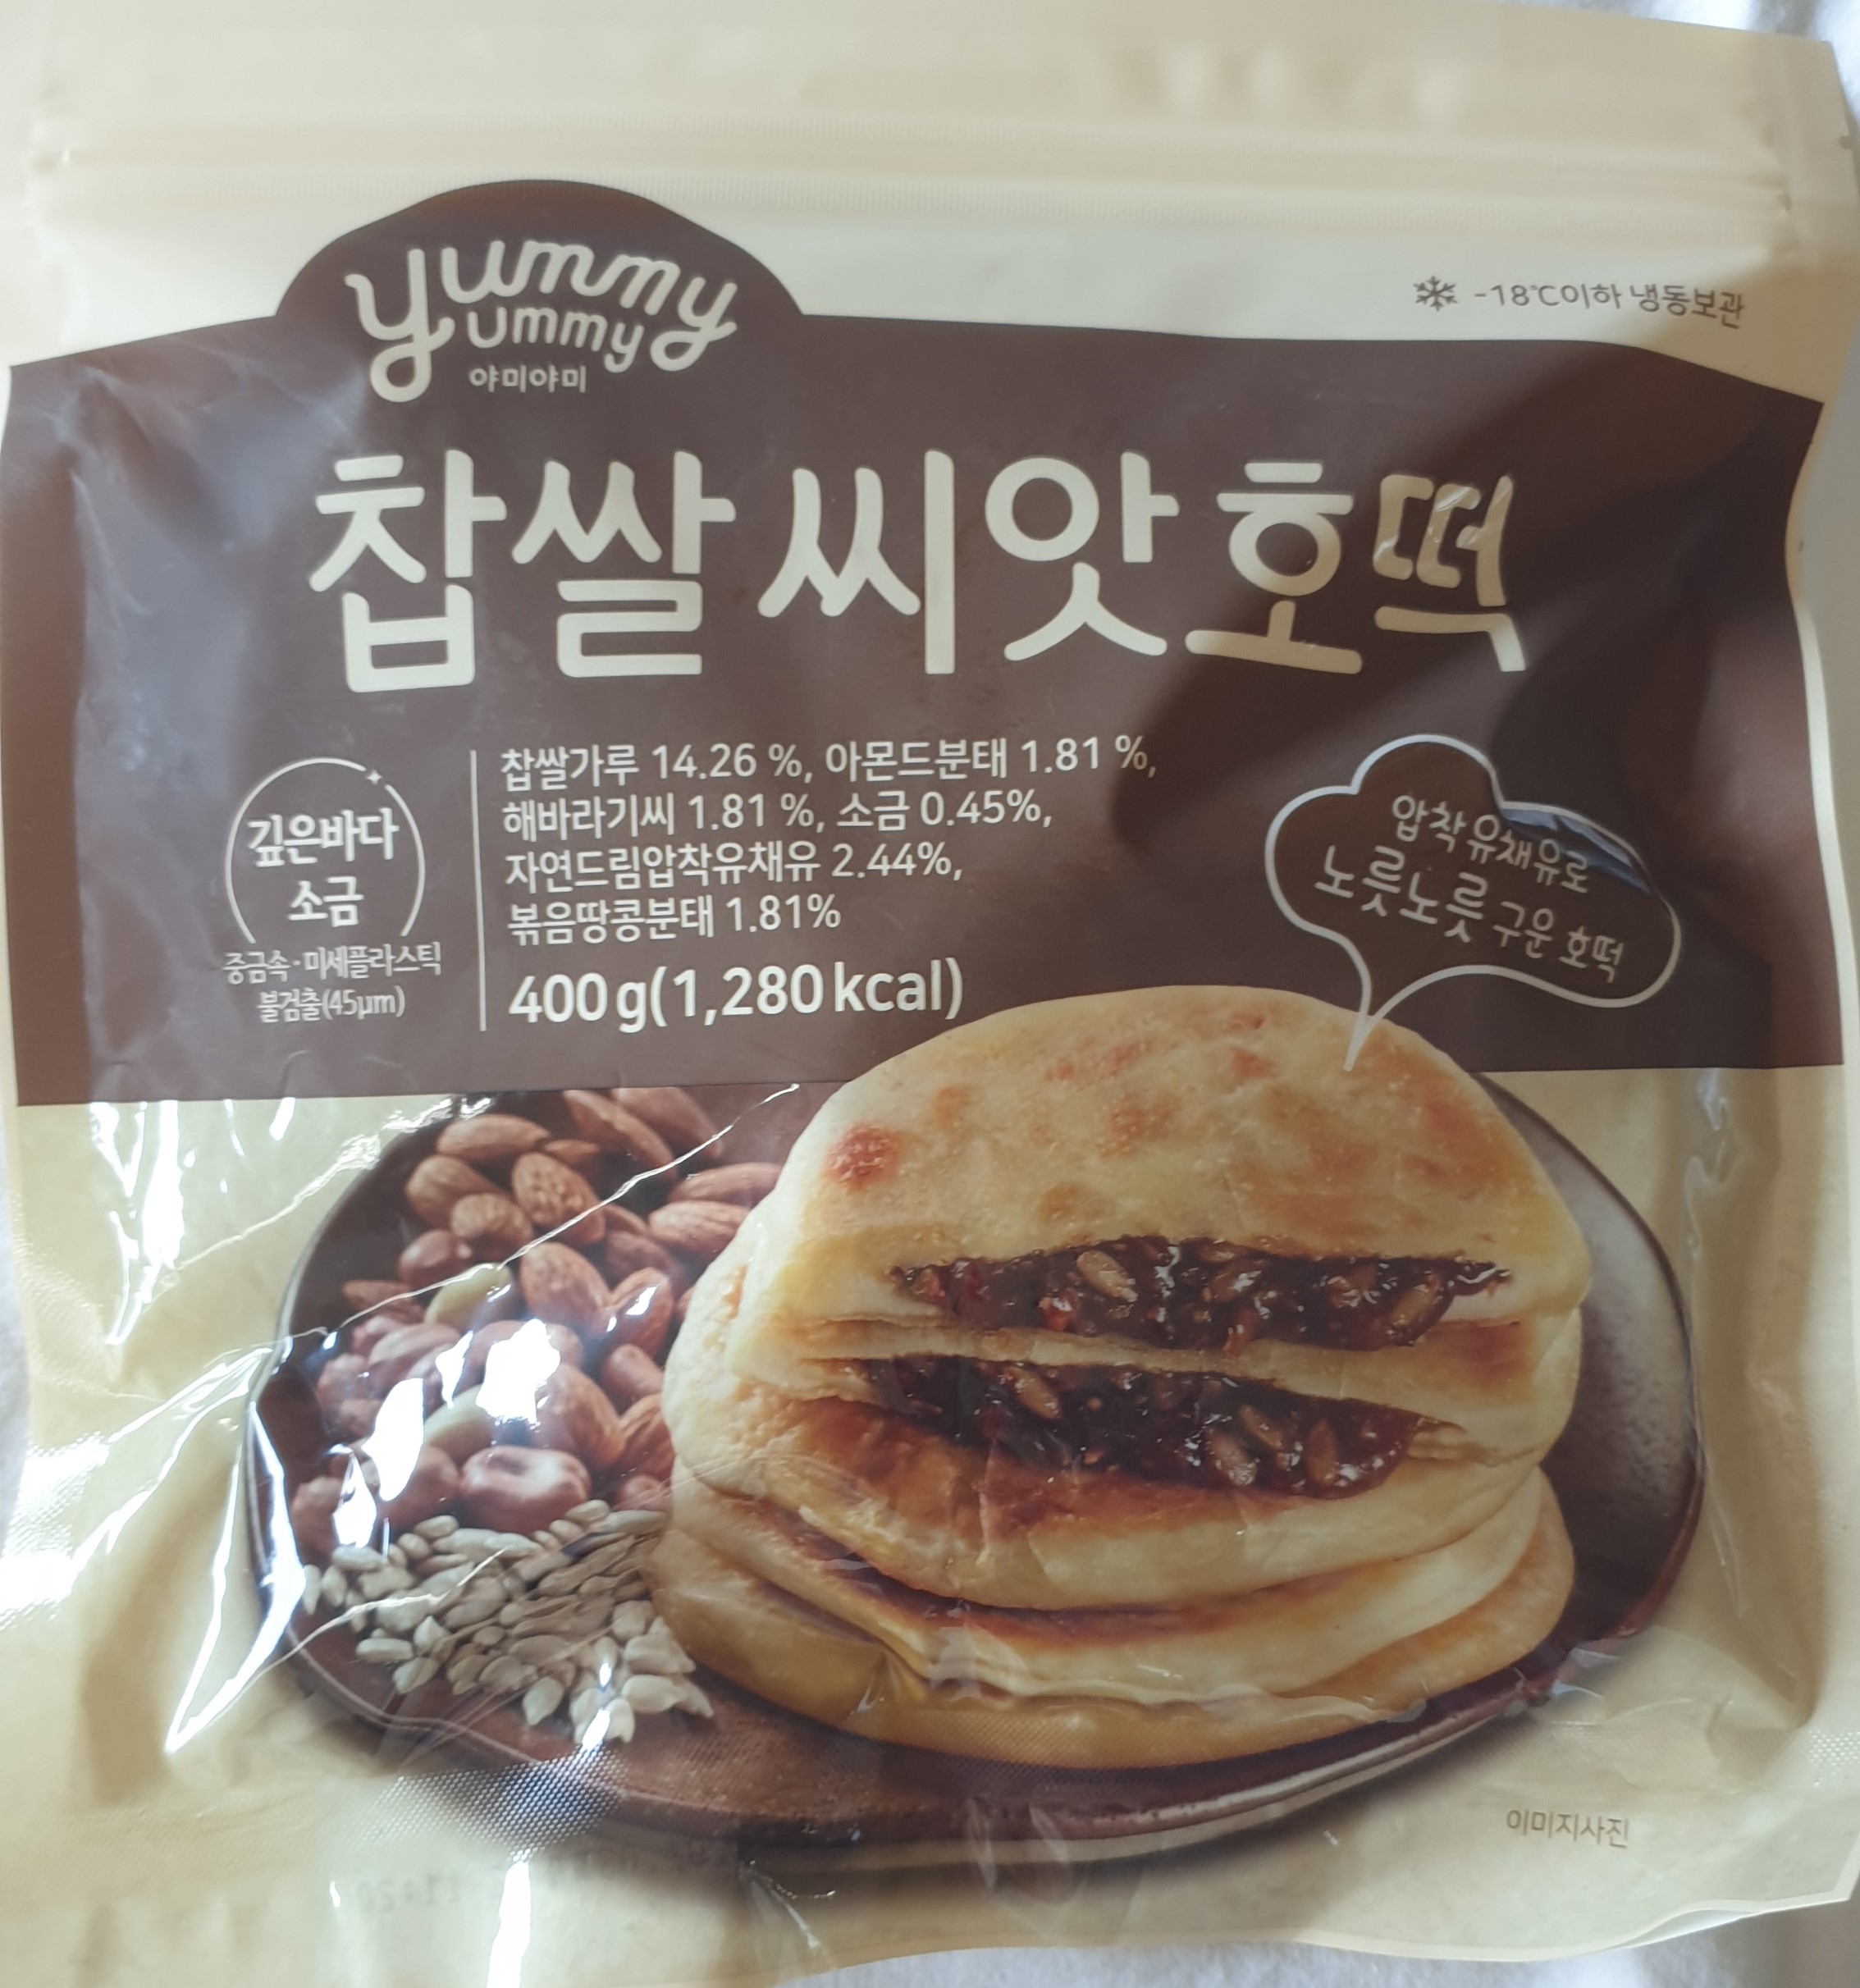 yummy
yummy
야미야미
-18℃이하 냉동보관
찹쌀 씨앗호떡
깊은바다
소금
중금속·미세플라스틱
불검출(45μm)
찹쌀가루 14.26 %, 아몬드분태 1.81 %,
해바라기씨 1.81 %, 소금 0.45%,
자연드림압착유채유 2.44%,
볶음땅콩분태 1.81%
400 g(1,280 kcal)
압착 유채유로
노릇노릇 구운 호떡
이미지사진